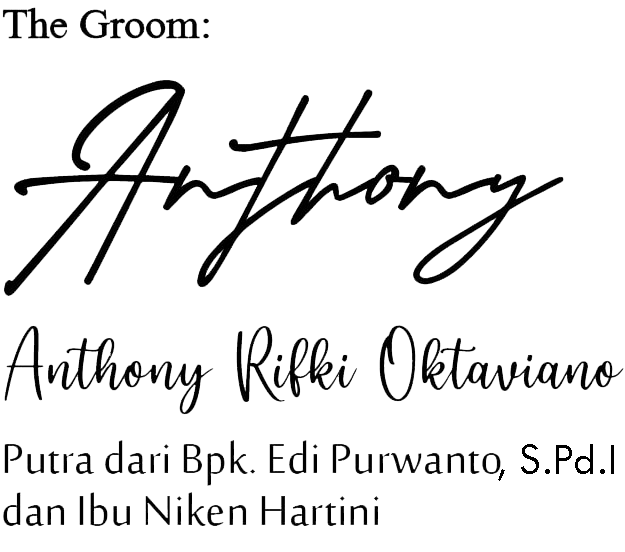 The Groom:
Anthony
Anthony Rifki Oktaviano
Putra dari Bpk. Edi Purwanto, S.Pd.I
dan Ibu Niken Hartini